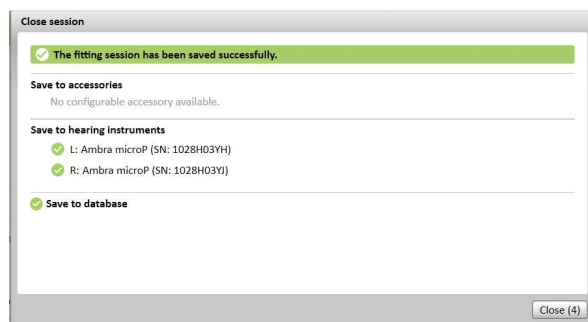 Close session
The fitting session has been saved successfully.
Save to accessories
No configurable accessory available.
Save to hearing instruments
L: Ambra microP (SN: 1028H03YH)
R: Ambra microP (SN: 1028H03YJ)
Save to database
Close (4)